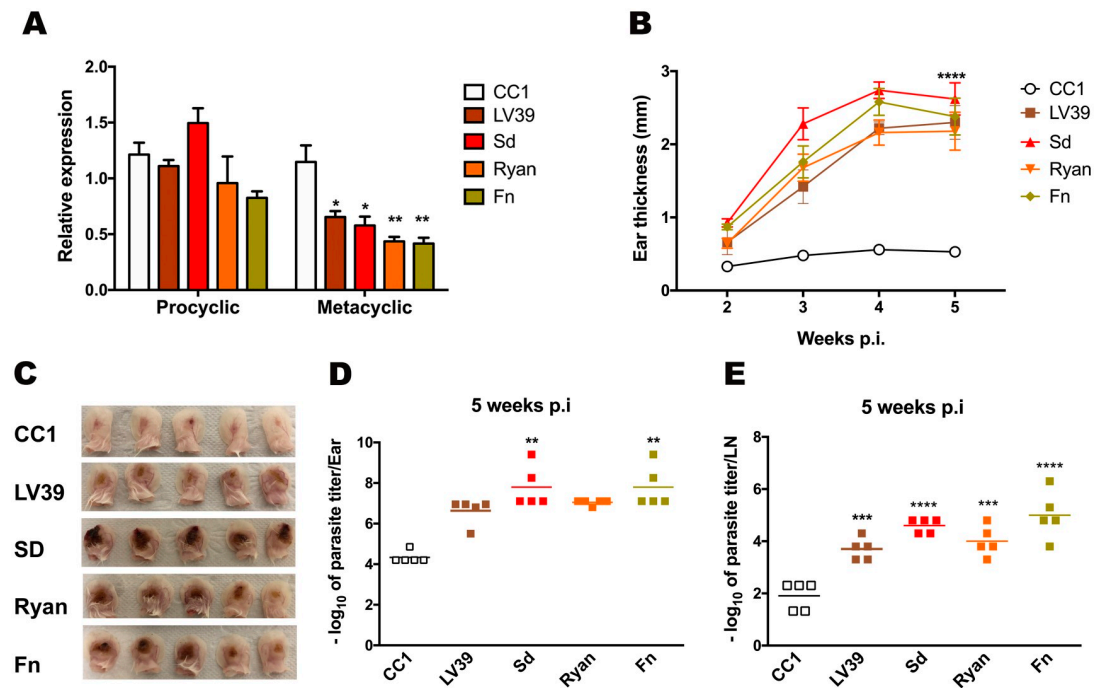 A
2.0
1.5
1.0
0.5
0.0
Relative expression
Procyclic
Metacyclic
* * ** **
CC1
LV39
Sd
Ryan
Fn
B
3
2
1
0
Ear thickness (mm)
2 3 4 5
Weeks p.i.
****
CC1
LV39
Sd
Ryan
Fn
C
CC1
LV39
SD
Ryan
Fn
D
5 weeks p.i
10
8
6
4
2
0
- log10 of parasite titer/Ear
** **
CC1 LV39 Sd Ryan Fn
E
5 weeks p.i
8
6
4
2
0
- log10 of parasite titer/LN
*** **** *** ****
CC1 LV39 Sd Ryan Fn